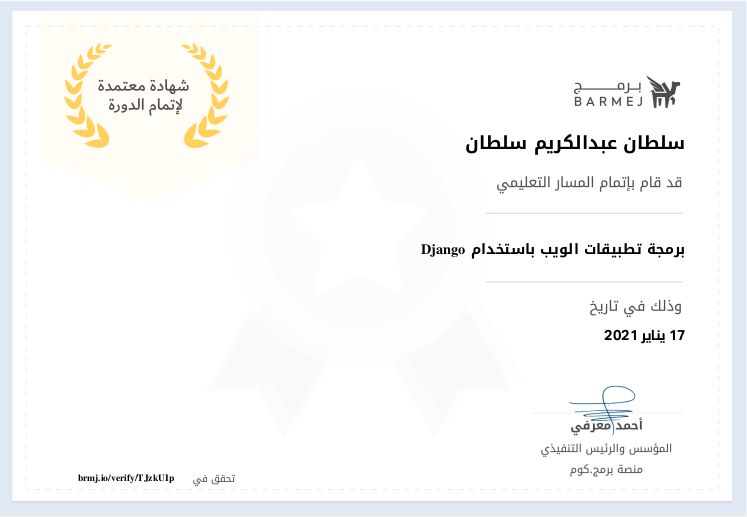 شهادة معتمدة
لإتمام الدورة
برمج
BARMEJ
سلطان عبدالكريم سلطان
قد قام بإتمام المسار التعليمي
برمجة تطبيقات الويب باستخدام Django
وذلك في تاريخ
17 يناير 2021
أحمد معرفي
المؤسس والرئيس التنفيذي
منصة برمج.كوم
تحقق في brmj.io/verify/TJzkUIp